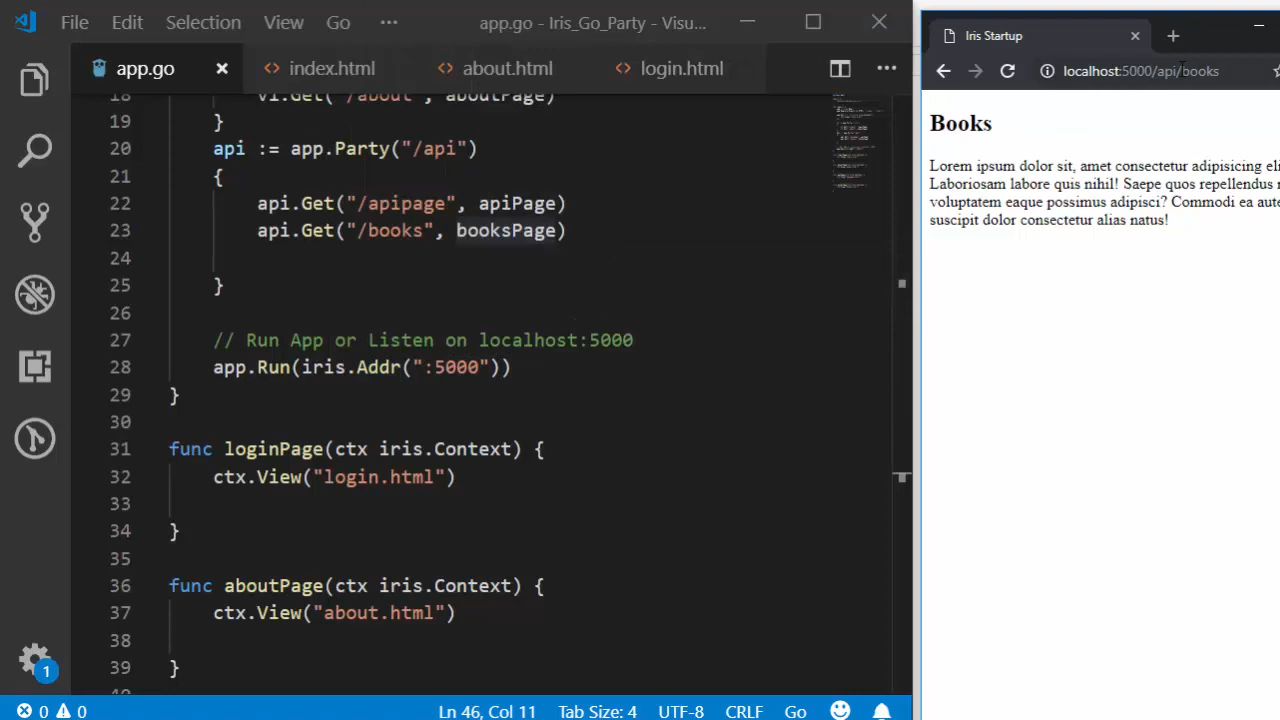 File Edit Selection View Go ••• app.go - Iris_Go_Party - Visu...
app.go index.html about.html login.html •••
18 v1.Get("/about", aboutPage)
19 }
20 api := app.Party("/api")
21 {
22 api.Get("/apipage", apiPage)
23 api.Get("/books", booksPage)
24
25 }
26
27 // Run App or Listen on localhost:5000
28 app.Run(iris.Addr(":5000"))
29 }
30
31 func loginPage(ctx iris.Context) {
32 ctx.View("login.html")
33
34 }
35
36 func aboutPage(ctx iris.Context) {
37 ctx.View("about.html")
38
39 }
1
0 0 Ln 46, Col 11 Tab Size: 4 UTF-8 CRLF Go
Iris Startup
localhost:5000/api/books
Books
Lorem ipsum dolor sit, amet consectetur adipisicing
Laboriosam labore quis nihil! Saepe quos repellendus
voluptatem eaque possimus adipisci? Commodi ea
suscipit dolor consectetur alias natus!